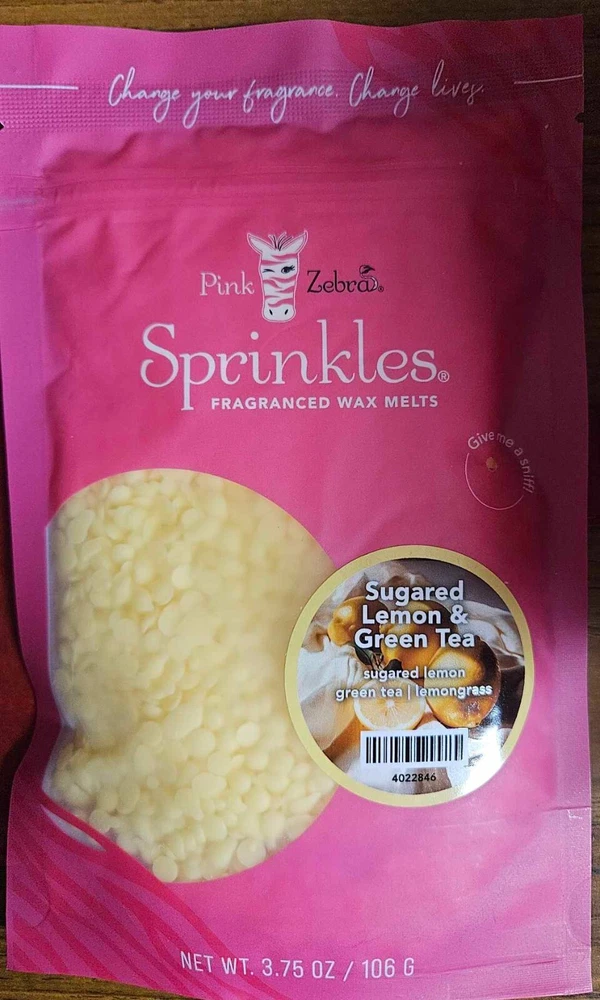 Change your fragrance. Change lives.
Pink Zebra®
Sprinkles®
FRAGRANCED WAX MELTS
Give me a sniff!
Sugared
Lemon &
Green Tea
sugared lemon
green tea | lemongrass
4022846
NET WT. 3.75 OZ / 106 G